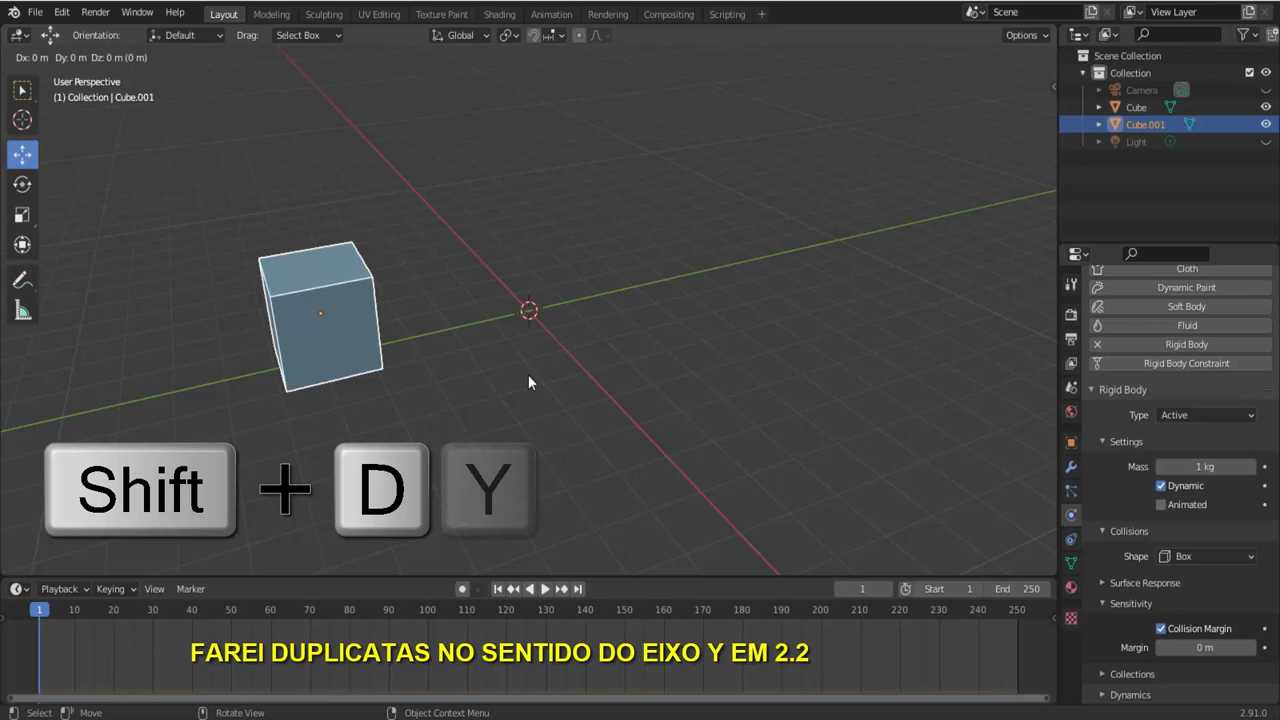 File Edit Render Window Help Layout Modeling Sculpting UV Editing Texture Paint Shading Animation Rendering Compositing Scripting + Scene View Layer
Orientation: Default Drag: Select Box Global Options
Dx: 0 m Dy: 0 m Dz: 0 m (0 m)
User Perspective
(1) Collection | Cube.001
Scene Collection
Collection
Camera
Cube
Cube.001
Light
Cloth
Dynamic Paint
Soft Body
Fluid
Rigid Body
Rigid Body Constraint
Rigid Body
Type Active
Settings
Mass 1 kg
Dynamic
Animated
Collisions
Shape Box
Surface Response
Sensitivity
Collision Margin
Margin 0 m
Collections
Dynamics
Shift + D Y
Playback Keying View Marker 1 Start 1 End 250
1 10 20 30 40 50 60 70 80 90 100 110 120 130 140 150 160 170 180 190 200 210 220 230 240 250
FAREI DUPLICATAS NO SENTIDO DO EIXO Y EM 2.2
Select Move Rotate View Object Context Menu 2.91.0